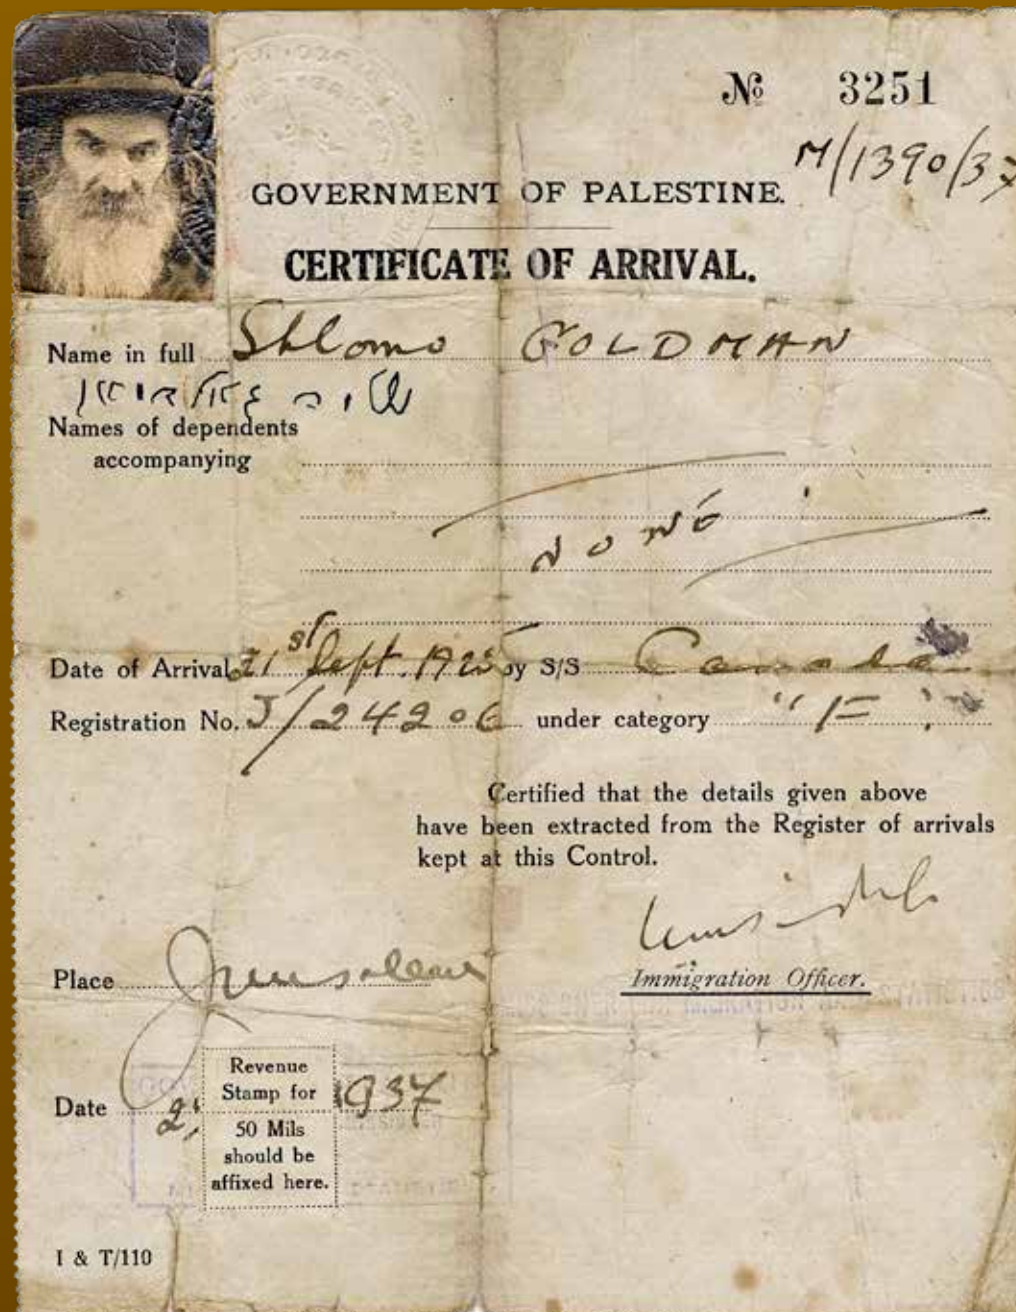 № 3251
M/1390/37
GOVERNMENT OF PALESTINE.
CERTIFICATE OF ARRIVAL.
Name in full Shlomo GOLDMAN
Names of dependents
accompanying
NONE
Date of Arrival 21st Sept. 1925 by S/S Canada
Registration No. J/24206 under category "F"
Certified that the details given above
have been extracted from the Register of arrivals
kept at this Control.
Place Jerusalem
Immigration Officer.
Revenue
Stamp for
Date 1937
50 Mils
should be
affixed here.
I & T/110